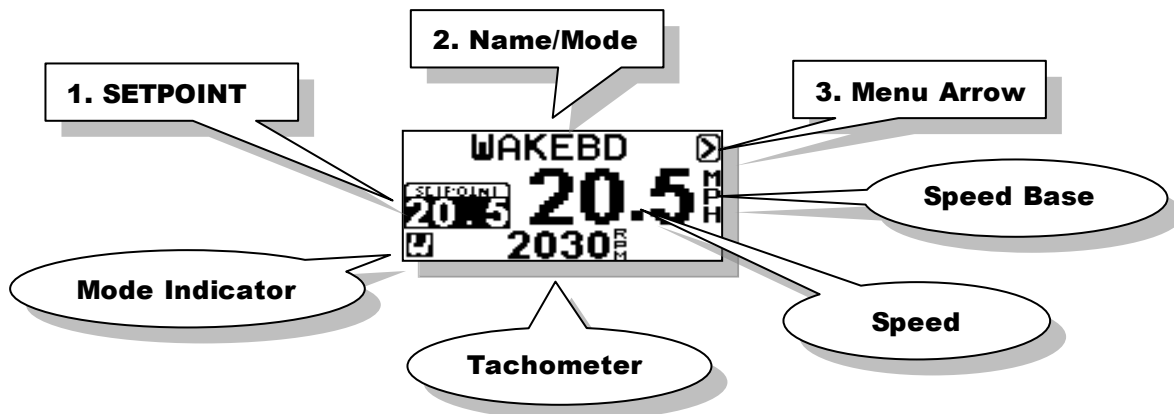 2. Name/Mode
1. SETPOINT
3. Menu Arrow
WAKEBD >
SETPOINT
20.5
20.5 MPH
2030 RPM
Speed Base
Mode Indicator
Speed
Tachometer